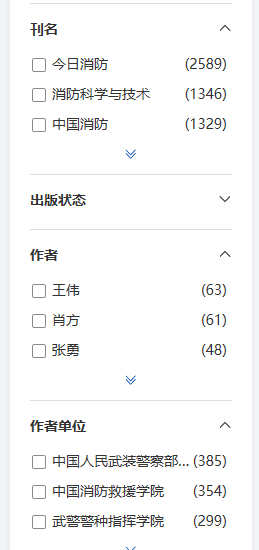 刊名
今日消防 (2589)
消防科学与技术 (1346)
中国消防 (1329)
出版状态
作者
王伟 (63)
肖方 (61)
张勇 (48)
作者单位
中国人民武装警察部... (385)
中国消防救援学院 (354)
武警警种指挥学院 (299)